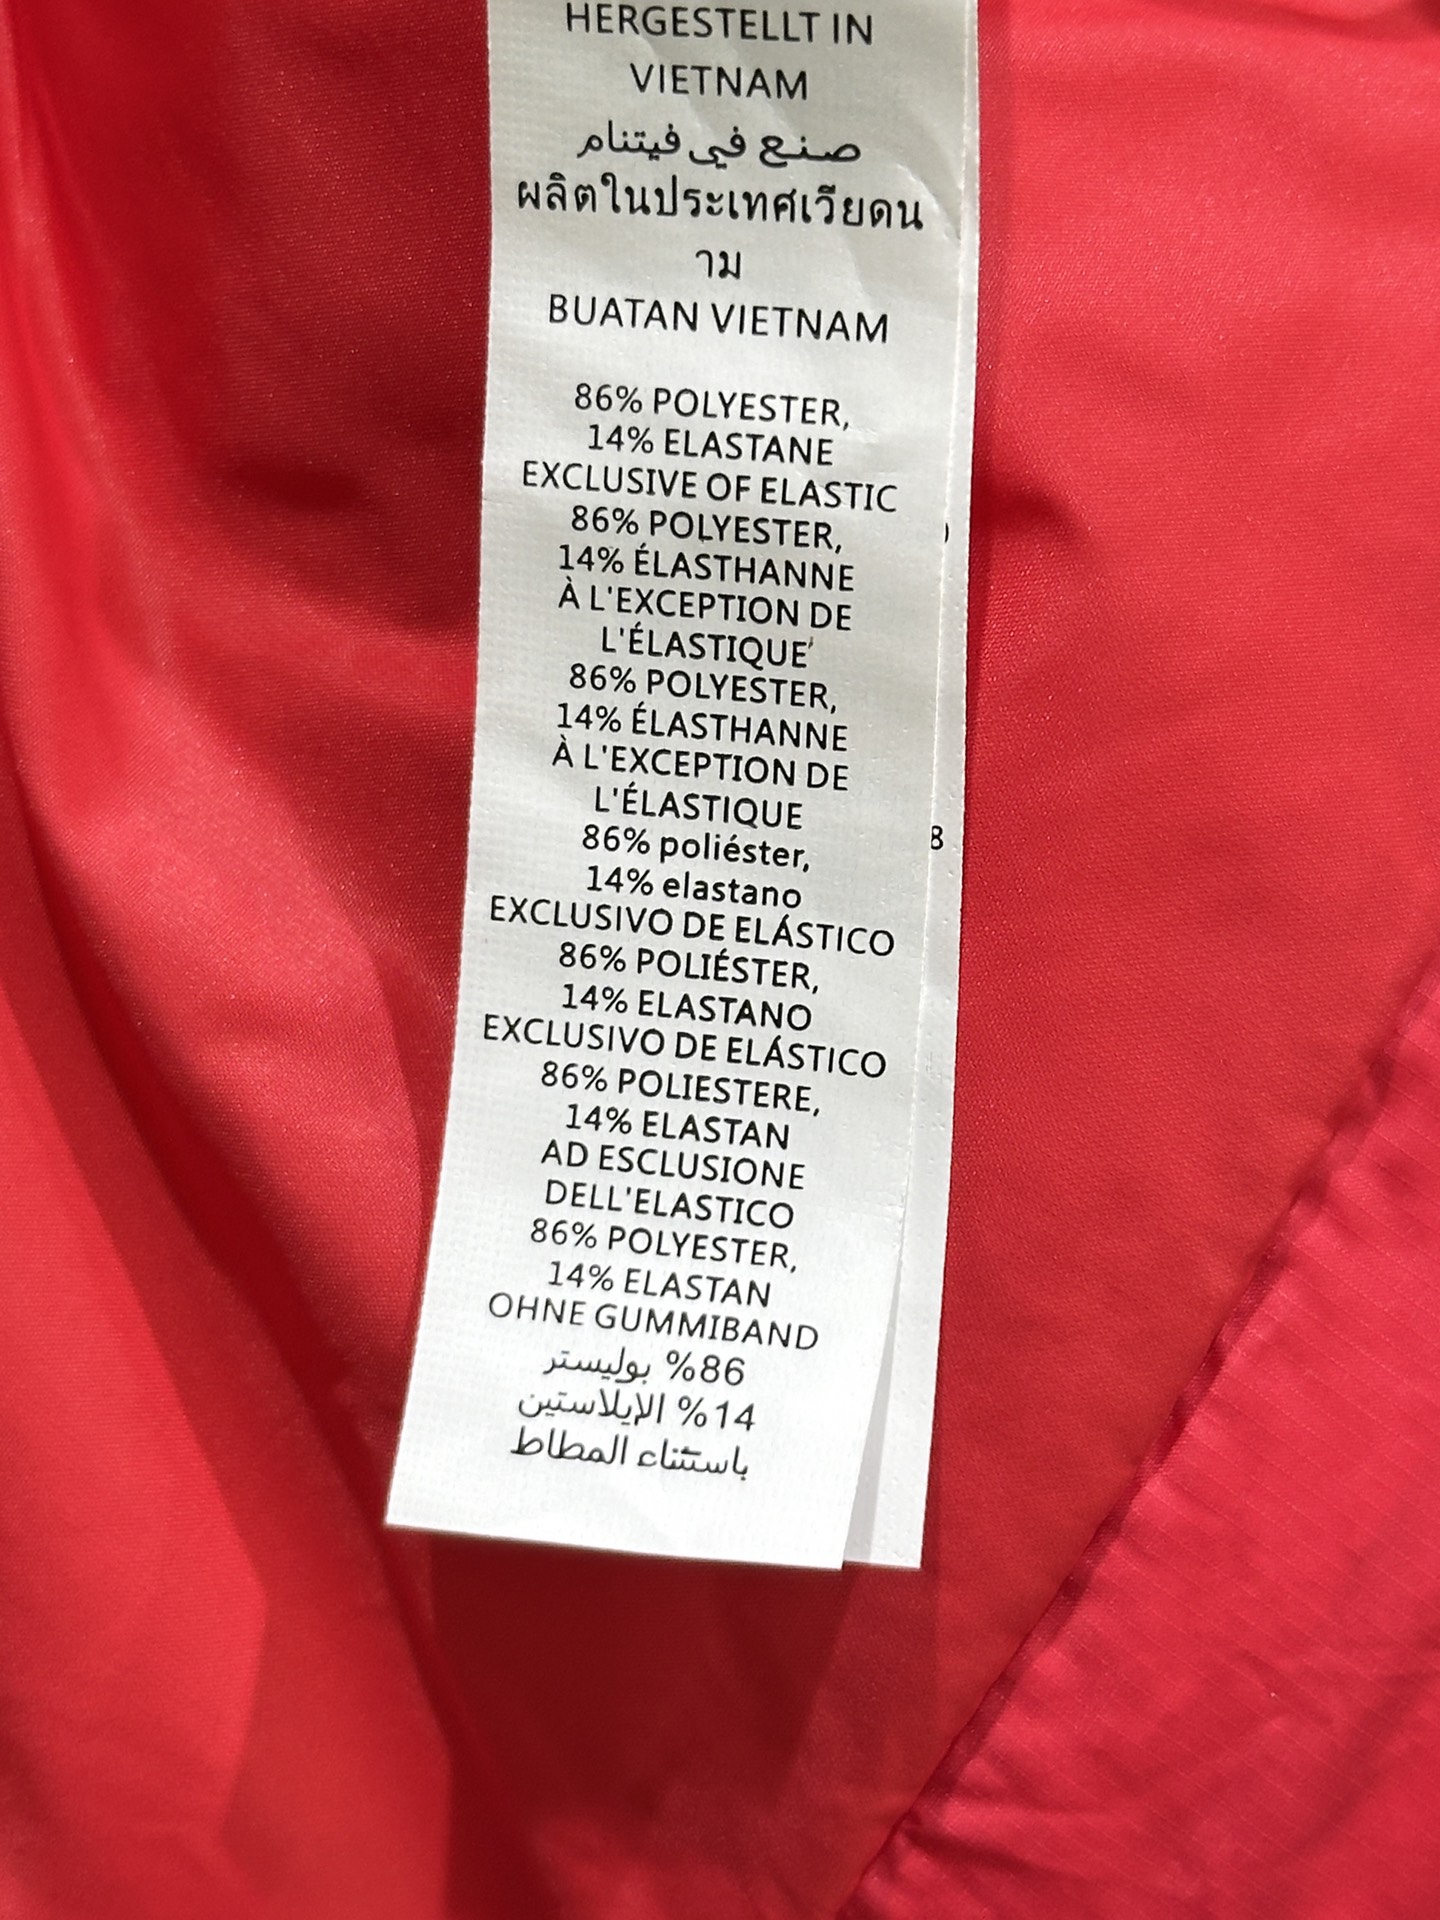 HERGESTELLT IN
VIETNAM
صنع في فيتنام
ผลิตในประเทศเวียดน
าม
BUATAN VIETNAM
86% POLYESTER,
14% ELASTANE
EXCLUSIVE OF ELASTIC
86% POLYESTER,
14% ÉLASTHANNE
À L'EXCEPTION DE
L'ÉLASTIQUE
86% POLYESTER,
14% ÉLASTHANNE
À L'EXCEPTION DE
L'ÉLASTIQUE
86% poliéster,
14% elastano
EXCLUSIVO DE ELÁSTICO
86% POLIÉSTER,
14% ELASTANO
EXCLUSIVO DE ELÁSTICO
86% POLIESTERE,
14% ELASTAN
AD ESCLUSIONE
DELL'ELASTICO
86% POLYESTER,
14% ELASTAN
OHNE GUMMIBAND
86% بوليستر
14% الإيلاستين
باستثناء المطاط
8